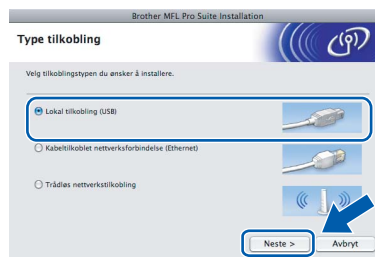 Brother MFL Pro Suite Installation
Type tilkobling
Velg tilkoblingstypen du ønsker å installere.
Lokal tilkobling (USB)
Kabeltilkoblet nettverksforbindelse (Ethernet)
Trådløs nettverkstilkobling
Neste >
Avbryt